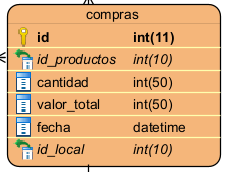 compras
id int(11)
id_productos int(10)
cantidad int(50)
valor_total int(50)
fecha datetime
id_local int(10)